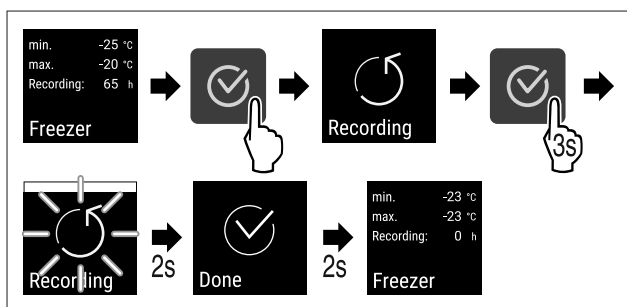 min. -25 °C
max. -20 °C
Recording: 65 h
Freezer
Recording
3s
Recording
2s
Done
2s
min. -23 °C
max. -23 °C
Recording: 0 h
Freezer